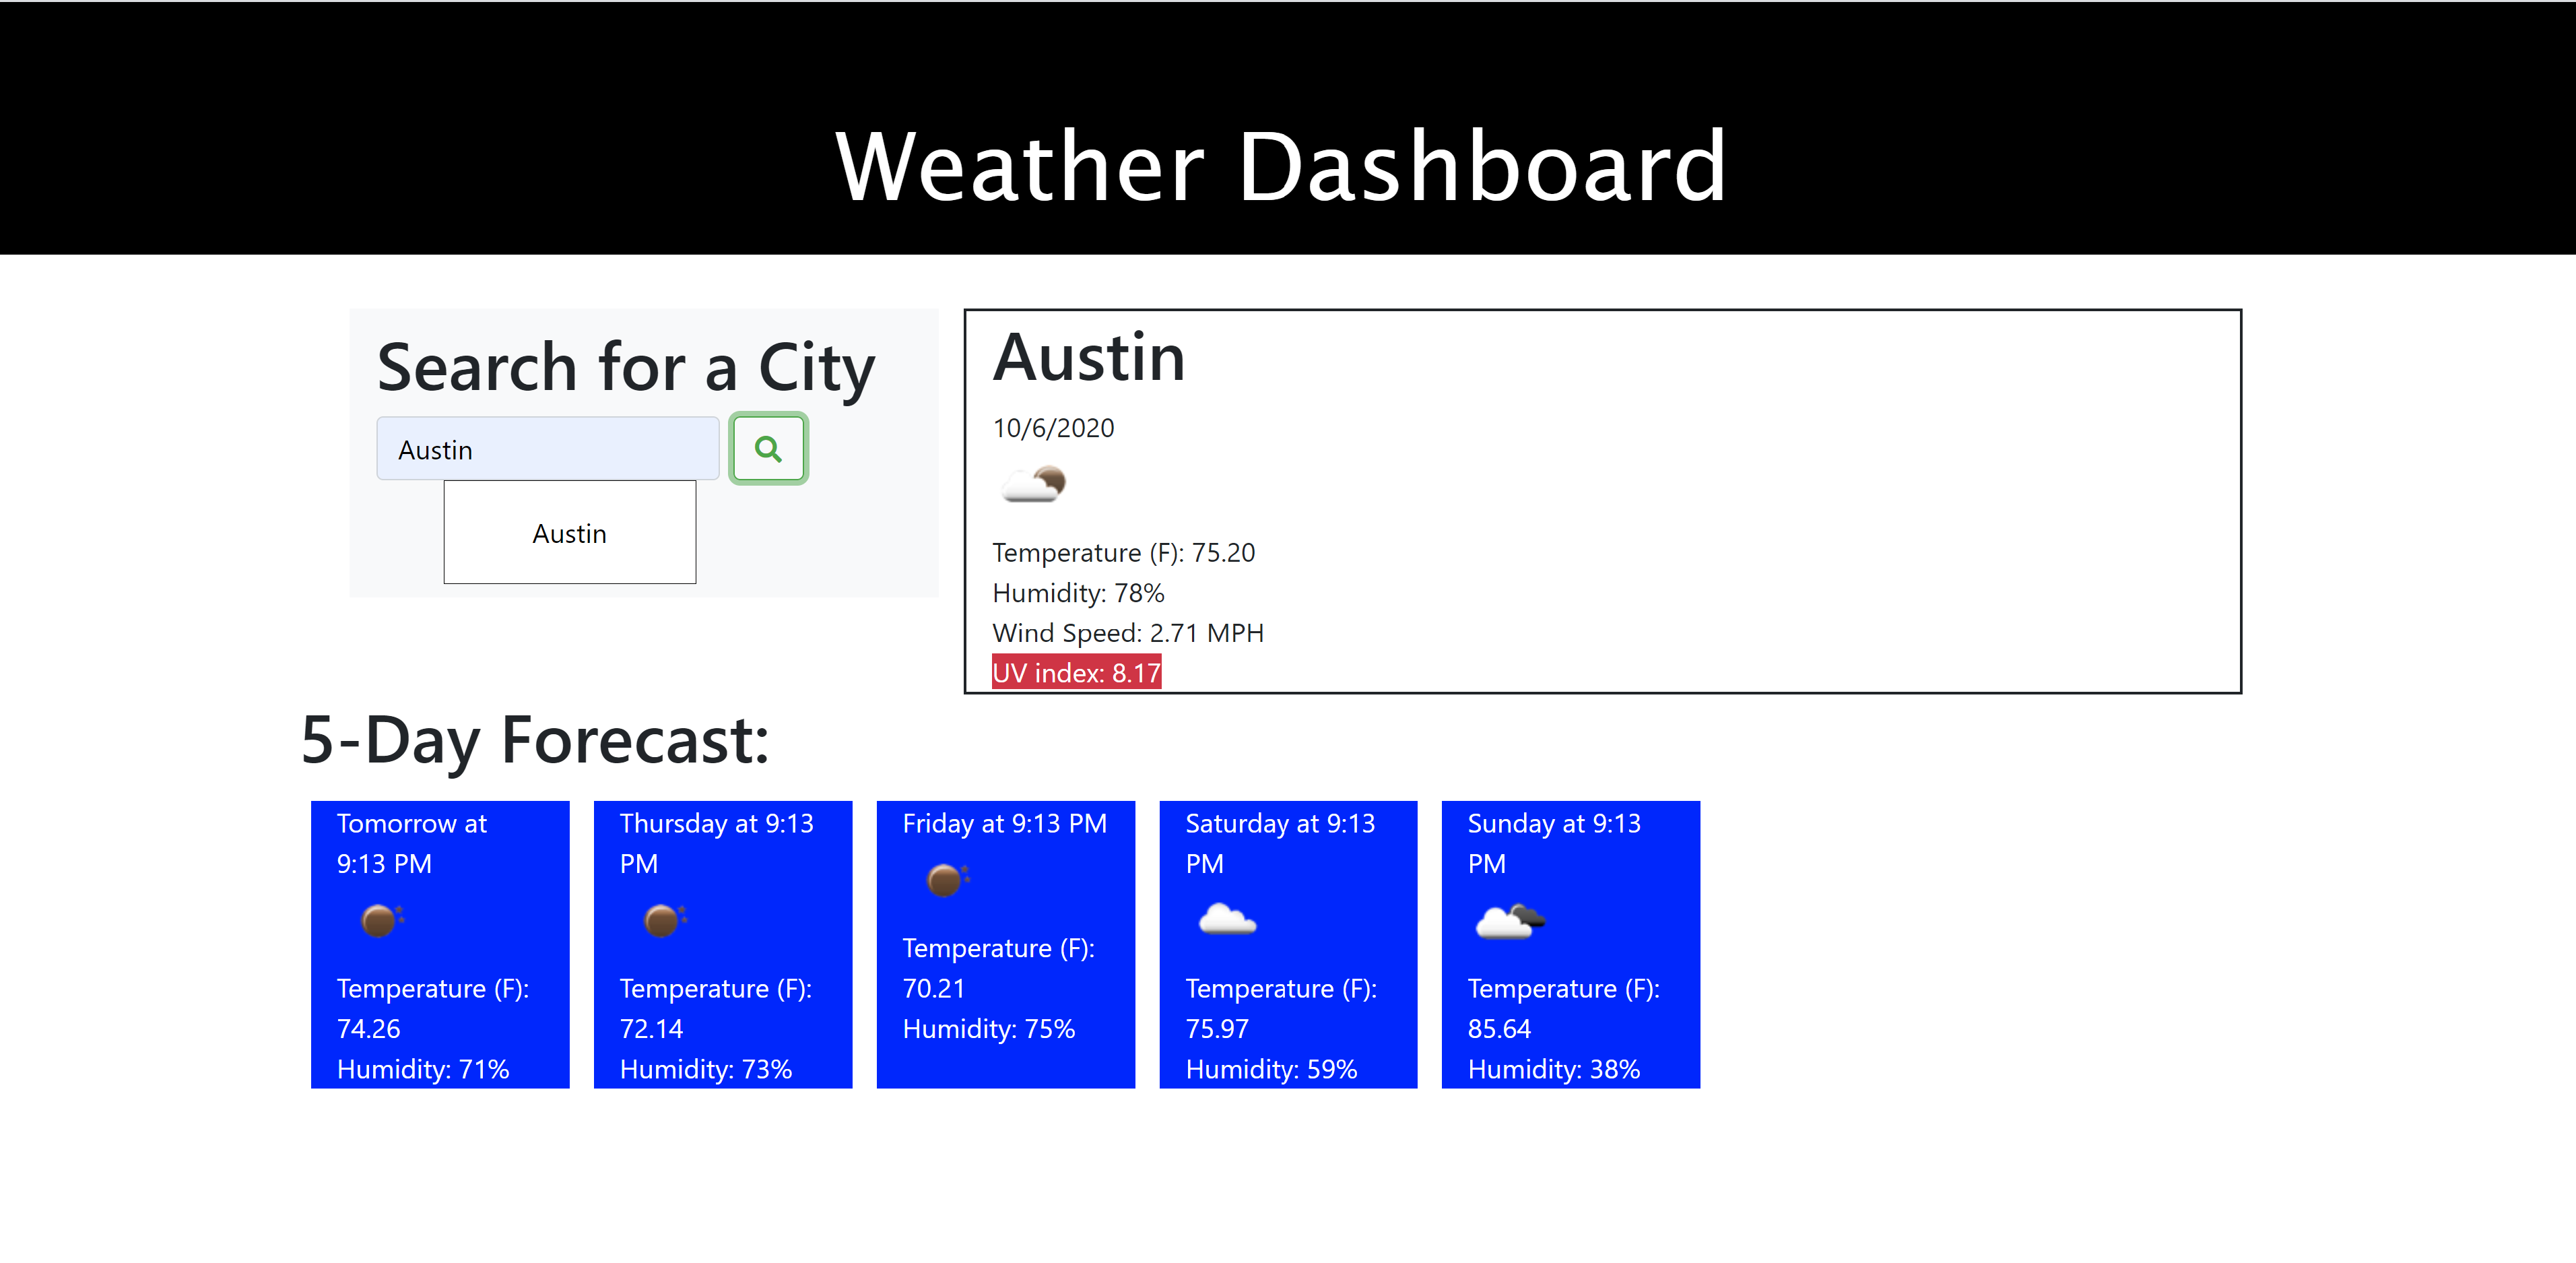 Weather Dashboard
Search for a City
Austin
Austin
Austin
10/6/2020
Temperature (F): 75.20
Humidity: 78%
Wind Speed: 2.71 MPH
UV index: 8.17
5-Day Forecast:
Tomorrow at
9:13 PM
Temperature (F):
74.26
Humidity: 71%
Thursday at 9:13
PM
Temperature (F):
72.14
Humidity: 73%
Friday at 9:13 PM
Temperature (F):
70.21
Humidity: 75%
Saturday at 9:13
PM
Temperature (F):
75.97
Humidity: 59%
Sunday at 9:13
PM
Temperature (F):
85.64
Humidity: 38%